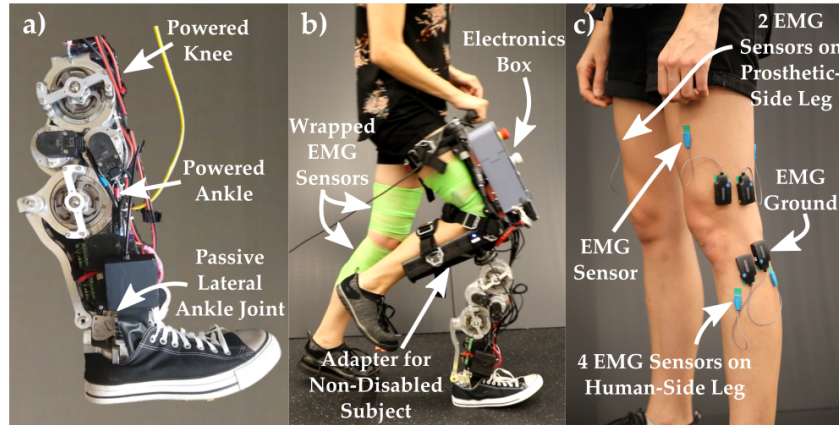 a)
Powered
Knee
Powered
Ankle
Passive
Lateral
Ankle Joint
b)
Electronics
Box
Wrapped
EMG
Sensors
Adapter for
Non-Disabled
Subject
c)
2 EMG
Sensors on
Prosthetic-
Side Leg
EMG
Ground
EMG
Sensor
4 EMG Sensors on
Human-Side Leg